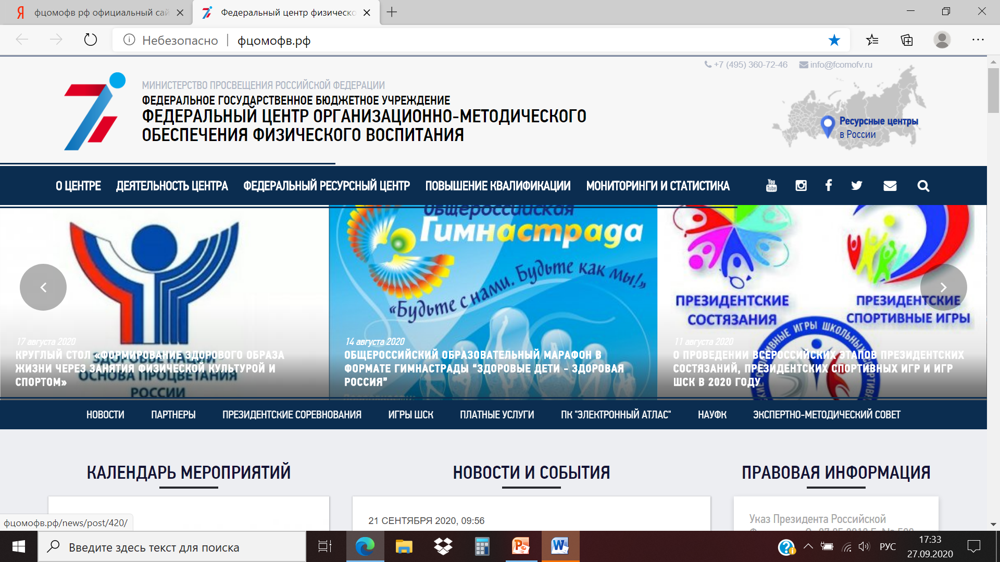 фцомофв рф официальный сай
Федеральный центр физическо
Небезопасно
фцомофв.рф
+7 (495) 360-72-46
info@fcomofv.ru
МИНИСТЕРСТВО ПРОСВЕЩЕНИЯ РОССИЙСКОЙ ФЕДЕРАЦИИ
ФЕДЕРАЛЬНОЕ ГОСУДАРСТВЕННОЕ БЮДЖЕТНОЕ УЧРЕЖДЕНИЕ
ФЕДЕРАЛЬНЫЙ ЦЕНТР ОРГАНИЗАЦИОННО-МЕТОДИЧЕСКОГО
ОБЕСПЕЧЕНИЯ ФИЗИЧЕСКОГО ВОСПИТАНИЯ
Ресурсные центры
в России
О ЦЕНТРЕ ДЕЯТЕЛЬНОСТЬ ЦЕНТРА ФЕДЕРАЛЬНЫЙ РЕСУРСНЫЙ ЦЕНТР ПОВЫШЕНИЕ КВАЛИФИКАЦИИ МОНИТОРИНГИ И СТАТИСТИКА
You Tube
ЗДОРОВЬЕ ДЕТЕЙ -
ОСНОВА ПРОЦВЕТАНИЯ
РОССИИ
17 августа 2020
КРУГЛЫЙ СТОЛ «ФОРМИРОВАНИЕ ЗДОРОВОГО ОБРАЗА
ЖИЗНИ ЧЕРЕЗ ЗАНЯТИЯ ФИЗИЧЕСКОЙ КУЛЬТУРОЙ И
СПОРТОМ»
Общероссийская
Гимнастрада
«Будьте с нами. Будьте как мы!»
14 августа 2020
ОБЩЕРОССИЙСКИЙ ОБРАЗОВАТЕЛЬНЫЙ МАРАФОН В
ФОРМАТЕ ГИМНАСТРАДЫ “ЗДОРОВЫЕ ДЕТИ - ЗДОРОВАЯ
РОССИЯ”
ПРЕЗИДЕНТСКИЕ
СОСТЯЗАНИЯ
ПРЕЗИДЕНТСКИЕ
СПОРТИВНЫЕ ИГРЫ
ИГРЫ ШКОЛЬНЫХ
11 августа 2020
О ПРОВЕДЕНИИ ВСЕРОССИЙСКИХ ЭТАПОВ ПРЕЗИДЕНТСКИХ
СОСТЯЗАНИЙ, ПРЕЗИДЕНТСКИХ СПОРТИВНЫХ ИГР И ИГР
ШСК В 2020 ГОДУ
НОВОСТИ ПАРТНЕРЫ ПРЕЗИДЕНТСКИЕ СОРЕВНОВАНИЯ ИГРЫ ШСК ПЛАТНЫЕ УСЛУГИ ПК "ЭЛЕКТРОННЫЙ АТЛАС" НАУФК ЭКСПЕРТНО-МЕТОДИЧЕСКИЙ СОВЕТ
КАЛЕНДАРЬ МЕРОПРИЯТИЙ
НОВОСТИ И СОБЫТИЯ
ПРАВОВАЯ ИНФОРМАЦИЯ
21 СЕНТЯБРЯ 2020, 09:56
Указ Президента Российской
фцомофв.рф/news/post/420/
Введите здесь текст для поиска
РУС
17:33
27.09.2020